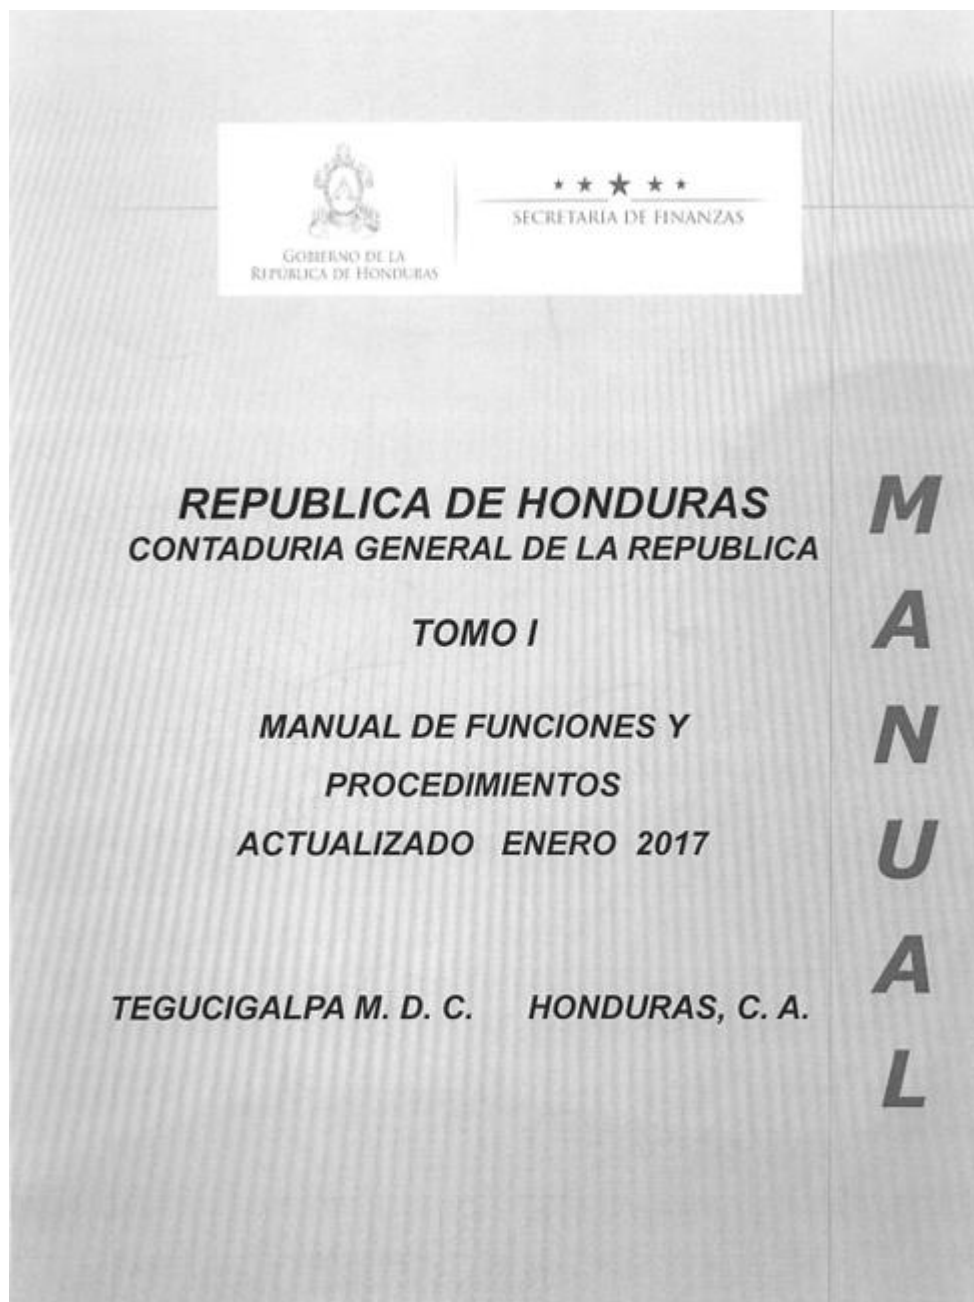 GOBIERNO DE LA
REPÚBLICA DE HONDURAS
SECRETARÍA DE FINANZAS
REPUBLICA DE HONDURAS
CONTADURIA GENERAL DE LA REPUBLICA
TOMO I
MANUAL DE FUNCIONES Y
PROCEDIMIENTOS
ACTUALIZADO ENERO 2017
TEGUCIGALPA M. D. C. HONDURAS, C. A.
MANUAL